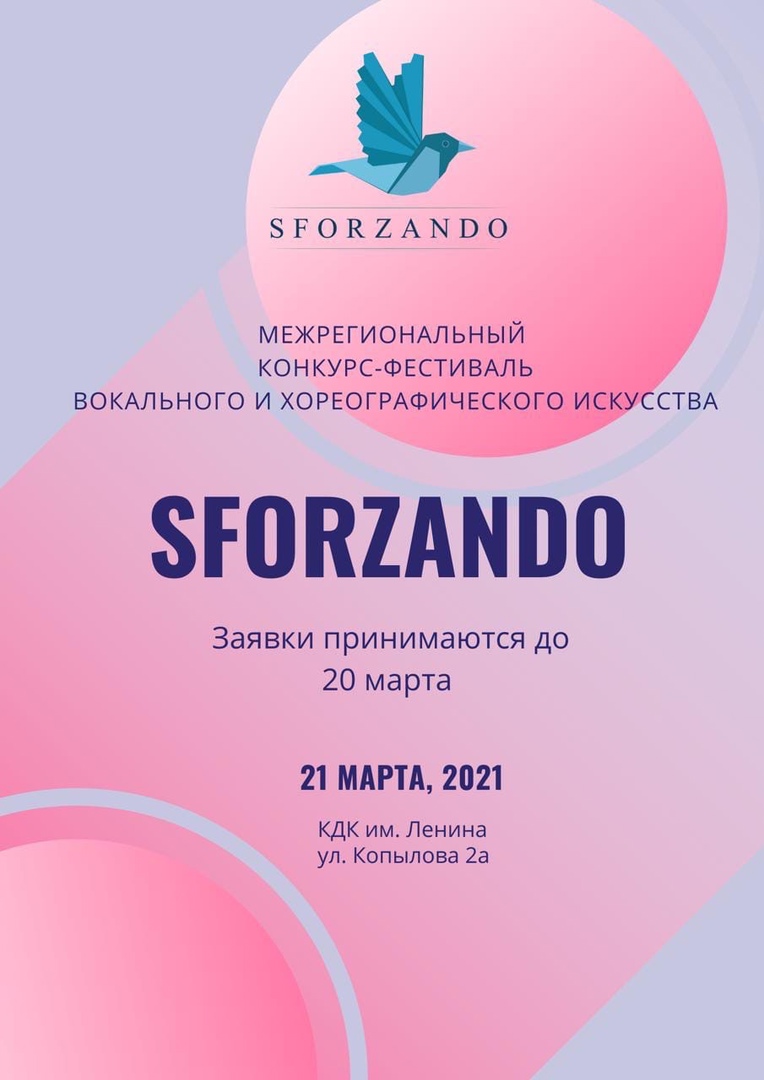 SFORZANDO
МЕЖРЕГИОНАЛЬНЫЙ
КОНКУРС-ФЕСТИВАЛЬ
ВОКАЛЬНОГО И ХОРЕОГРАФИЧЕСКОГО ИСКУССТВА
SFORZANDO
Заявки принимаются до
20 марта
21 МАРТА, 2021
КДК им. Ленина
ул. Копылова 2а